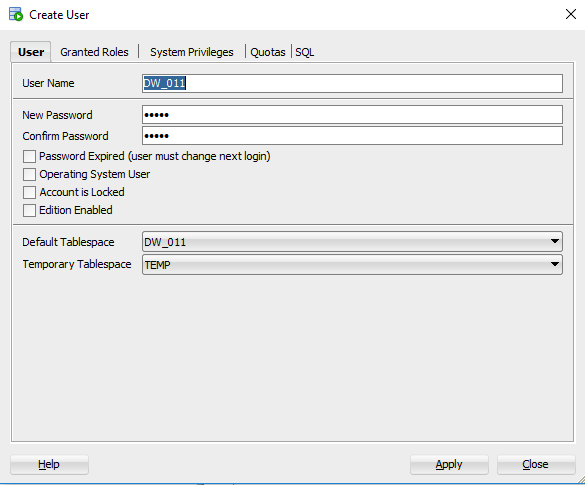 Create User
User Granted Roles System Privileges Quotas SQL
User Name DW_011
New Password •••••
Confirm Password •••••
Password Expired (user must change next login)
Operating System User
Account is Locked
Edition Enabled
Default Tablespace DW_011
Temporary Tablespace TEMP
Help Apply Close